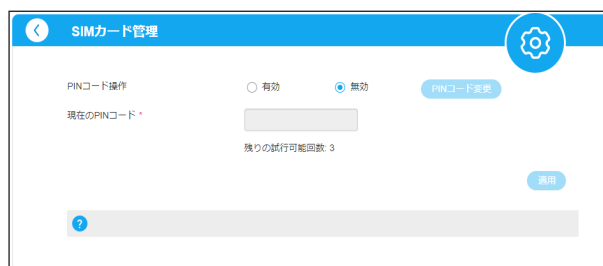 SIMカード管理
PINコード操作 有効 無効 PINコード変更
現在のPINコード *
残りの試行可能回数: 3
適用
?